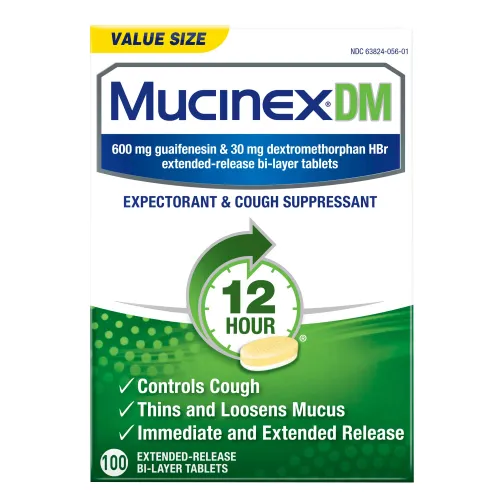 VALUE SIZE
NDC 63824-056-01
MUCINEX® DM
600 mg guaifenesin & 30 mg dextromethorphan HBr
extended-release bi-layer tablets
EXPECTORANT & COUGH SUPPRESSANT
12
HOUR
®
✓ Controls Cough
✓ Thins and Loosens Mucus
✓ Immediate and Extended Release
100 EXTENDED-RELEASE
BI-LAYER TABLETS